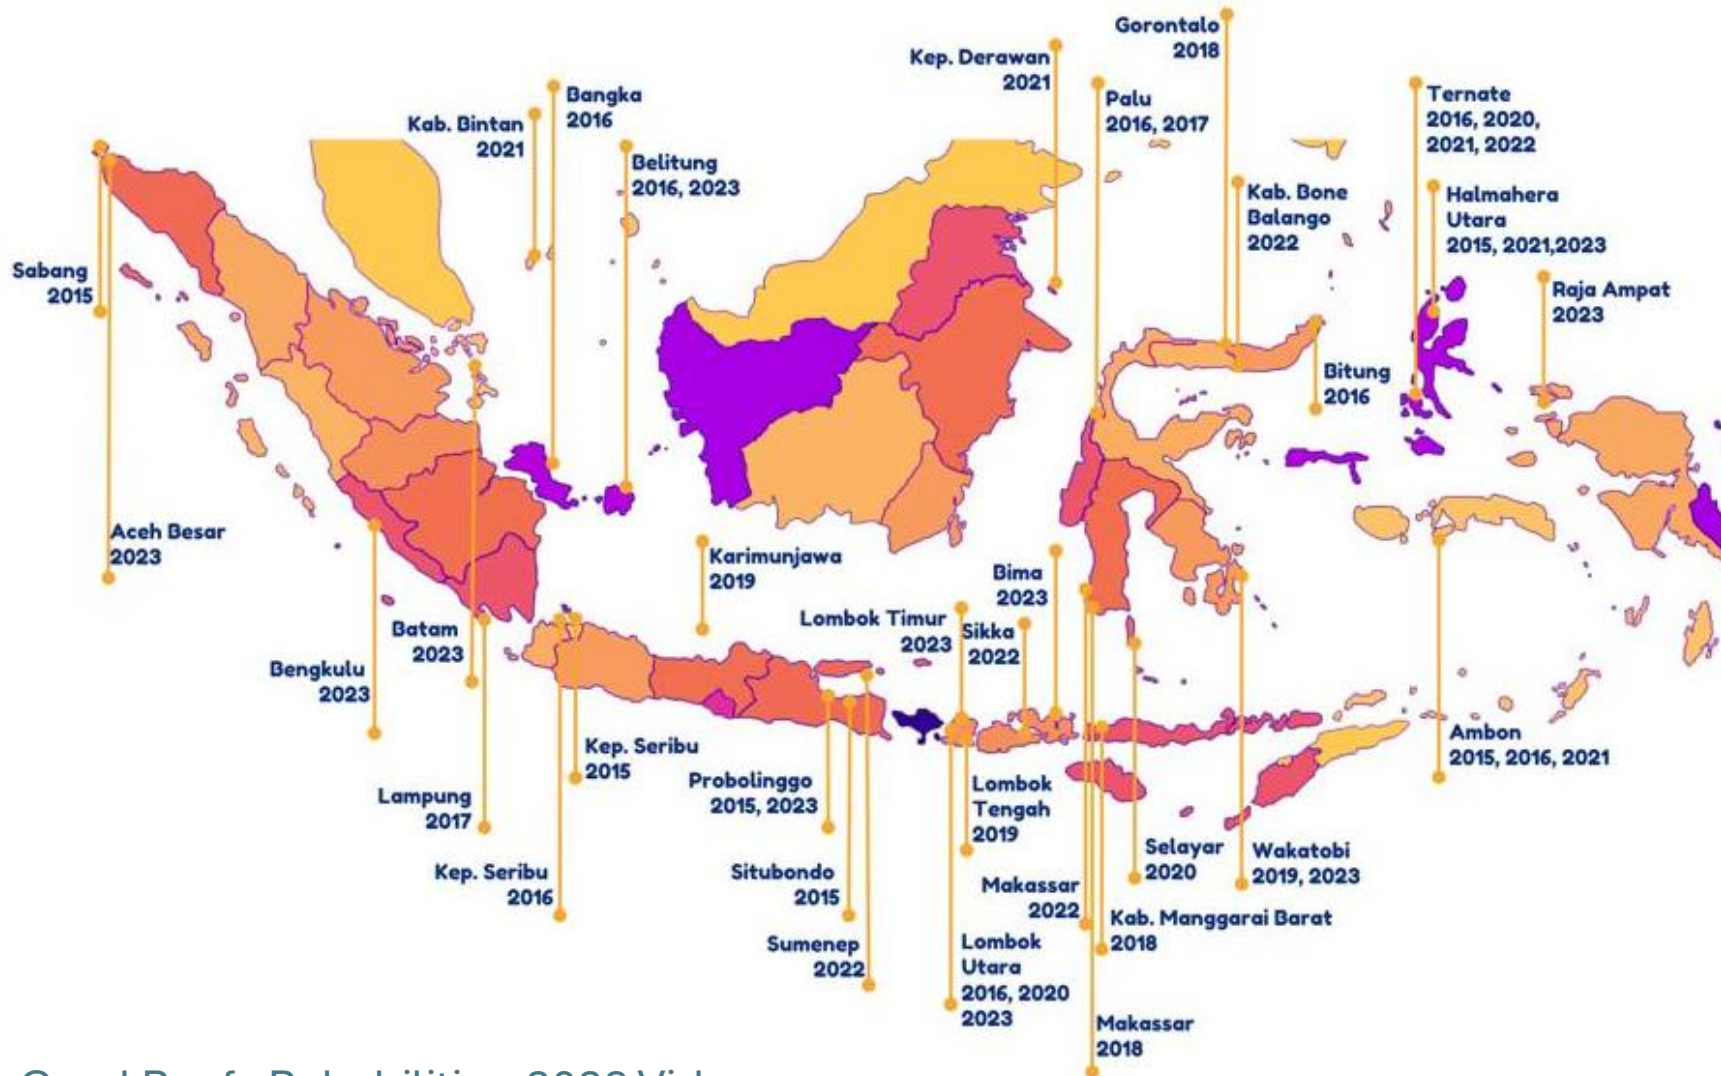 Gorontalo
2018
Kep. Derawan
2021
Bangka
2016
Kab. Bintan
2021
Palu
2016, 2017
Ternate
2016, 2020,
2021, 2022
Belitung
2016, 2023
Kab. Bone
Balango
2022
Halmahera
Utara
2015, 2021,2023
Sabang
2015
Raja Ampat
2023
Bitung
2016
Aceh Besar
2023
Karimunjawa
2019
Bima
2023
Lombok Timur
2023
Sikka
2022
Batam
2023
Bengkulu
2023
Kep. Seribu
2015
Ambon
2015, 2016, 2021
Probolinggo
2015, 2023
Lombok
Tengah
2019
Lampung
2017
Selayar
2020
Wakatobi
2019, 2023
Kep. Seribu
2016
Situbondo
2015
Makassar
2022
Kab. Manggarai Barat
2018
Sumenep
2022
Lombok
Utara
2016, 2020
2023
Makassar
2018